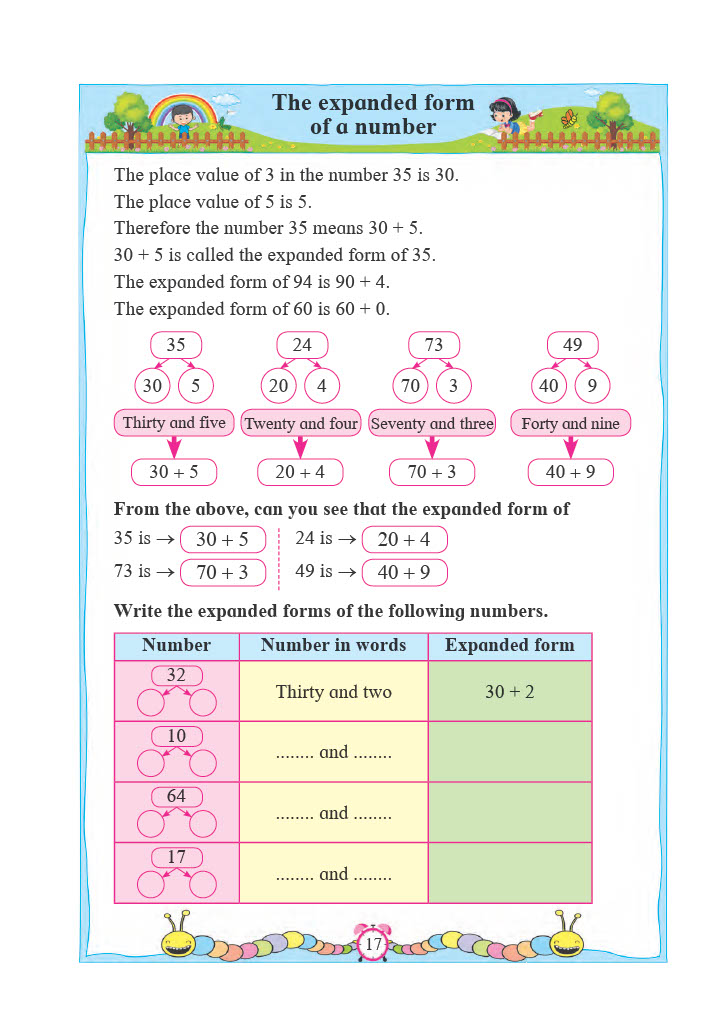 The expanded form
of a number
The place value of 3 in the number 35 is 30.
The place value of 5 is 5.
Therefore the number 35 means 30 + 5.
30 + 5 is called the expanded form of 35.
The expanded form of 94 is 90 + 4.
The expanded form of 60 is 60 + 0.
35 24 73 49
30 5 20 4 70 3 40 9
Thirty and five Twenty and four Seventy and three Forty and nine
30 + 5 20 + 4 70 + 3 40 + 9
From the above, can you see that the expanded form of
35 is → 30 + 5 24 is → 20 + 4
73 is → 70 + 3 49 is → 40 + 9
Write the expanded forms of the following numbers.
Number Number in words Expanded form
32 Thirty and two 30 + 2
10 ........ and ........
64 ........ and ........
17 ........ and ........
17